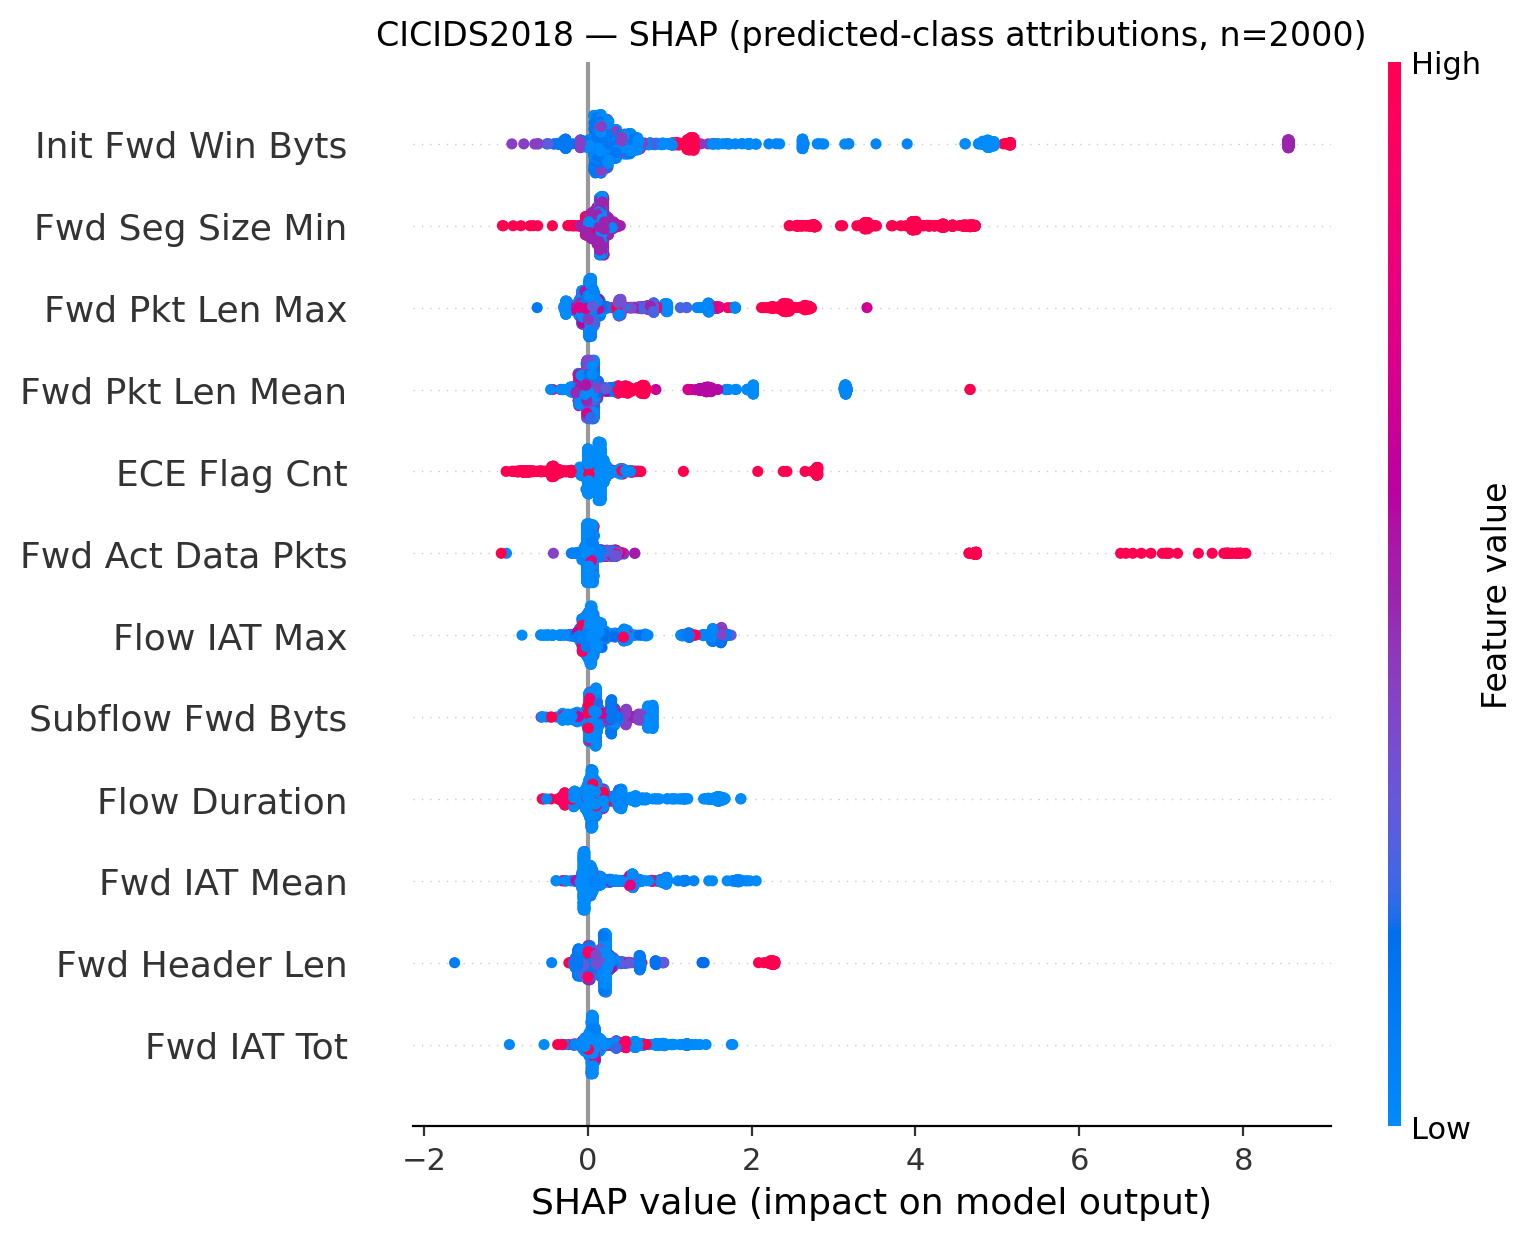 CICIDS2018 — SHAP (predicted-class attributions, n=2000)
High
Init Fwd Win Byts
Fwd Seg Size Min
Fwd Pkt Len Max
Fwd Pkt Len Mean
ECE Flag Cnt
Fwd Act Data Pkts
Flow IAT Max
Subflow Fwd Byts
Flow Duration
Fwd IAT Mean
Fwd Header Len
Fwd IAT Tot
Feature value
Low
−2 0 2 4 6 8
SHAP value (impact on model output)